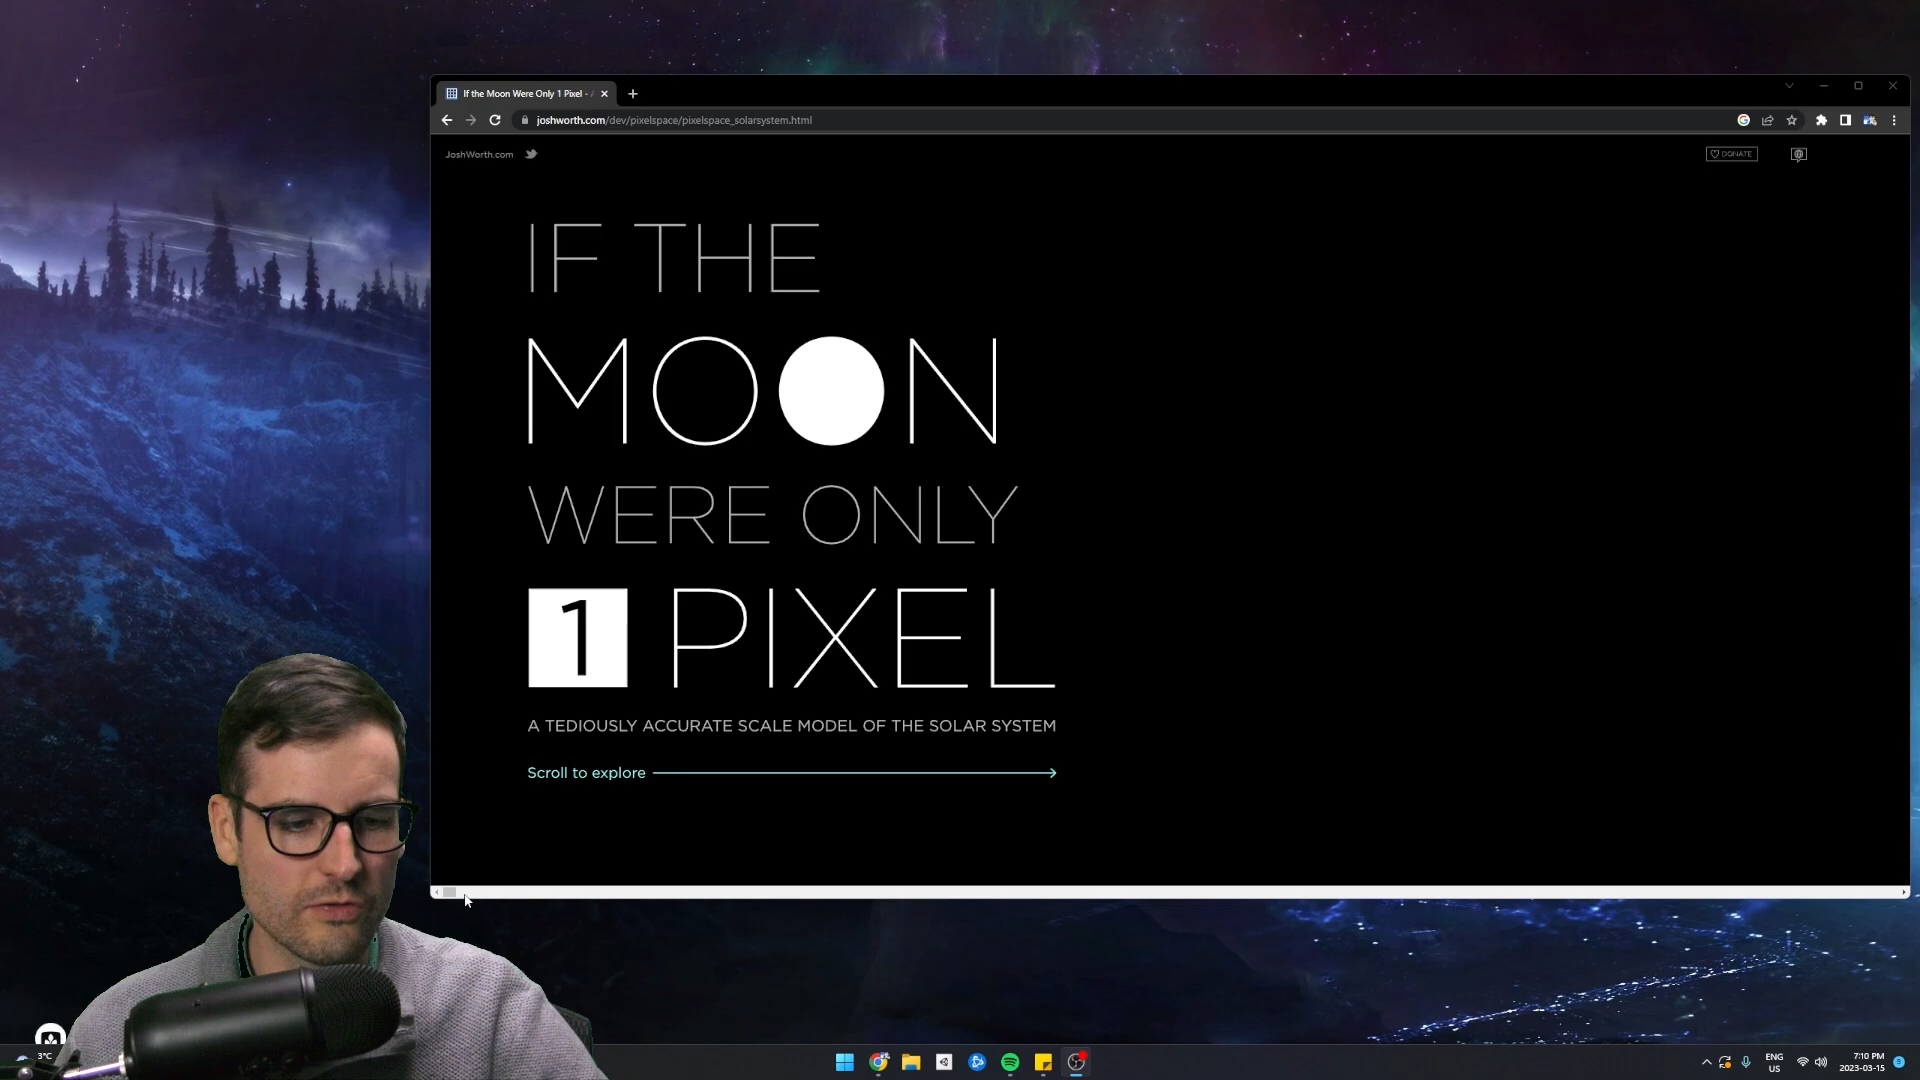 If the Moon Were Only 1 Pixel - A
joshworth.com/dev/pixelspace/pixelspace_solarsystem.html
JoshWorth.com
DONATE
IF THE
MOON
WERE ONLY
1 PIXEL
A TEDIOUSLY ACCURATE SCALE MODEL OF THE SOLAR SYSTEM
Scroll to explore
3°C
ENG
US
7:10 PM
2023-03-15